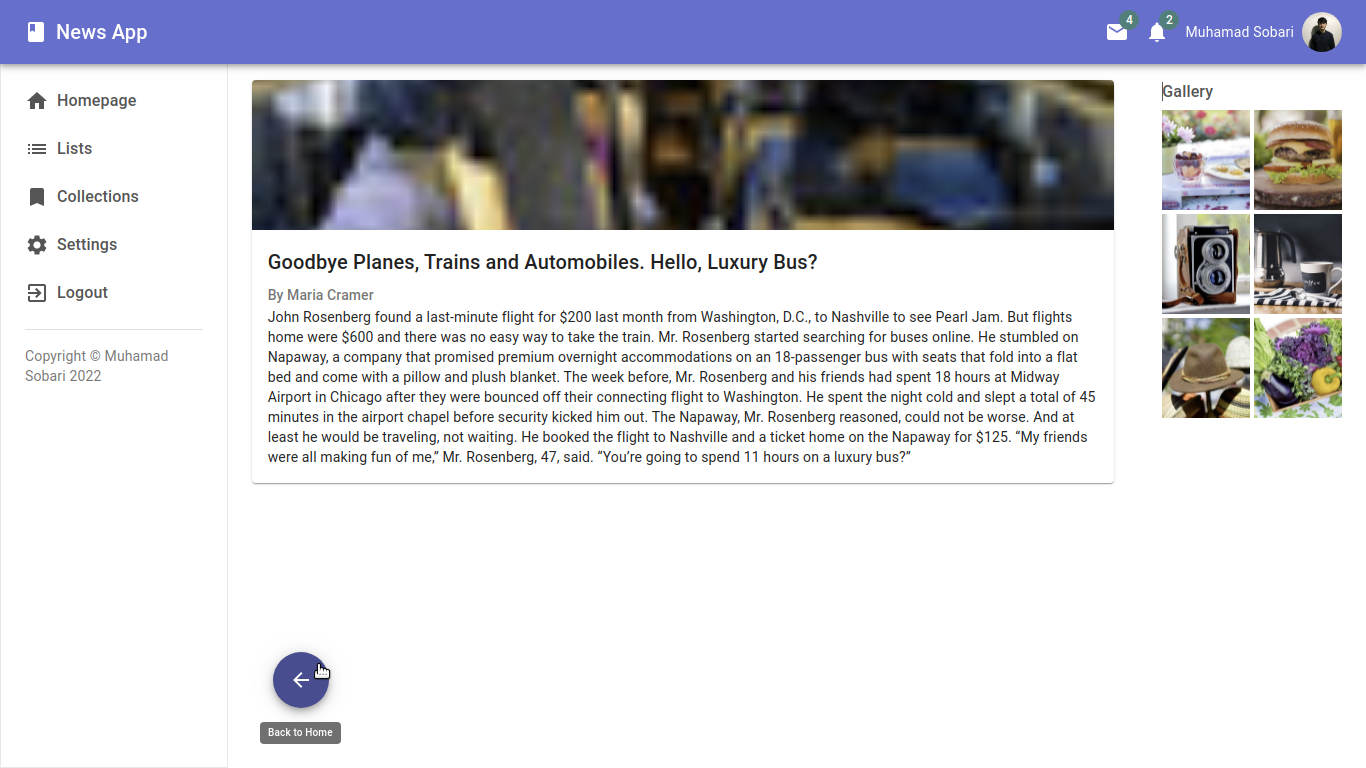 News App
4
2
Muhamad Sobari
Homepage
Lists
Collections
Settings
Logout
Copyright © Muhamad
Sobari 2022
Goodbye Planes, Trains and Automobiles. Hello, Luxury Bus?
By Maria Cramer
John Rosenberg found a last-minute flight for $200 last month from Washington, D.C., to Nashville to see Pearl Jam. But flights
home were $600 and there was no easy way to take the train. Mr. Rosenberg started searching for buses online. He stumbled on
Napaway, a company that promised premium overnight accommodations on an 18-passenger bus with seats that fold into a flat
bed and come with a pillow and plush blanket. The week before, Mr. Rosenberg and his friends had spent 18 hours at Midway
Airport in Chicago after they were bounced off their connecting flight to Washington. He spent the night cold and slept a total of 45
minutes in the airport chapel before security kicked him out. The Napaway, Mr. Rosenberg reasoned, could not be worse. And at
least he would be traveling, not waiting. He booked the flight to Nashville and a ticket home on the Napaway for $125. “My friends
were all making fun of me,” Mr. Rosenberg, 47, said. “You’re going to spend 11 hours on a luxury bus?”
Back to Home
Gallery